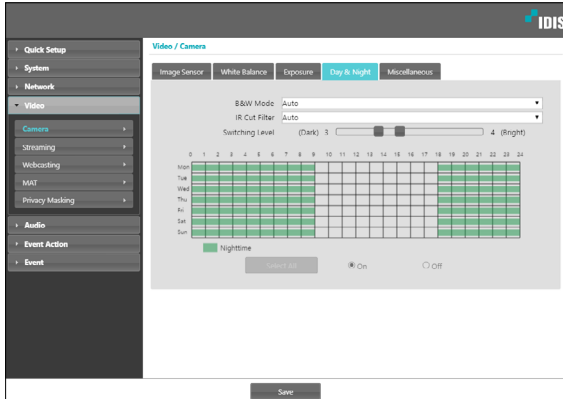 IDIS
Quick Setup
System
Network
Video
Camera
Streaming
Webcasting
MAT
Privacy Masking
Audio
Event Action
Event
Video / Camera
Image Sensor White Balance Exposure Day & Night Miscellaneous
B&W Mode Auto
IR Cut Filter Auto
Switching Level (Dark) 3 4 (Bright)
0 1 2 3 4 5 6 7 8 9 10 11 12 13 14 15 16 17 18 19 20 21 22 23 24
Mon
Tue
Wed
Thu
Fri
Sat
Sun
Nighttime
Select All On Off
Save